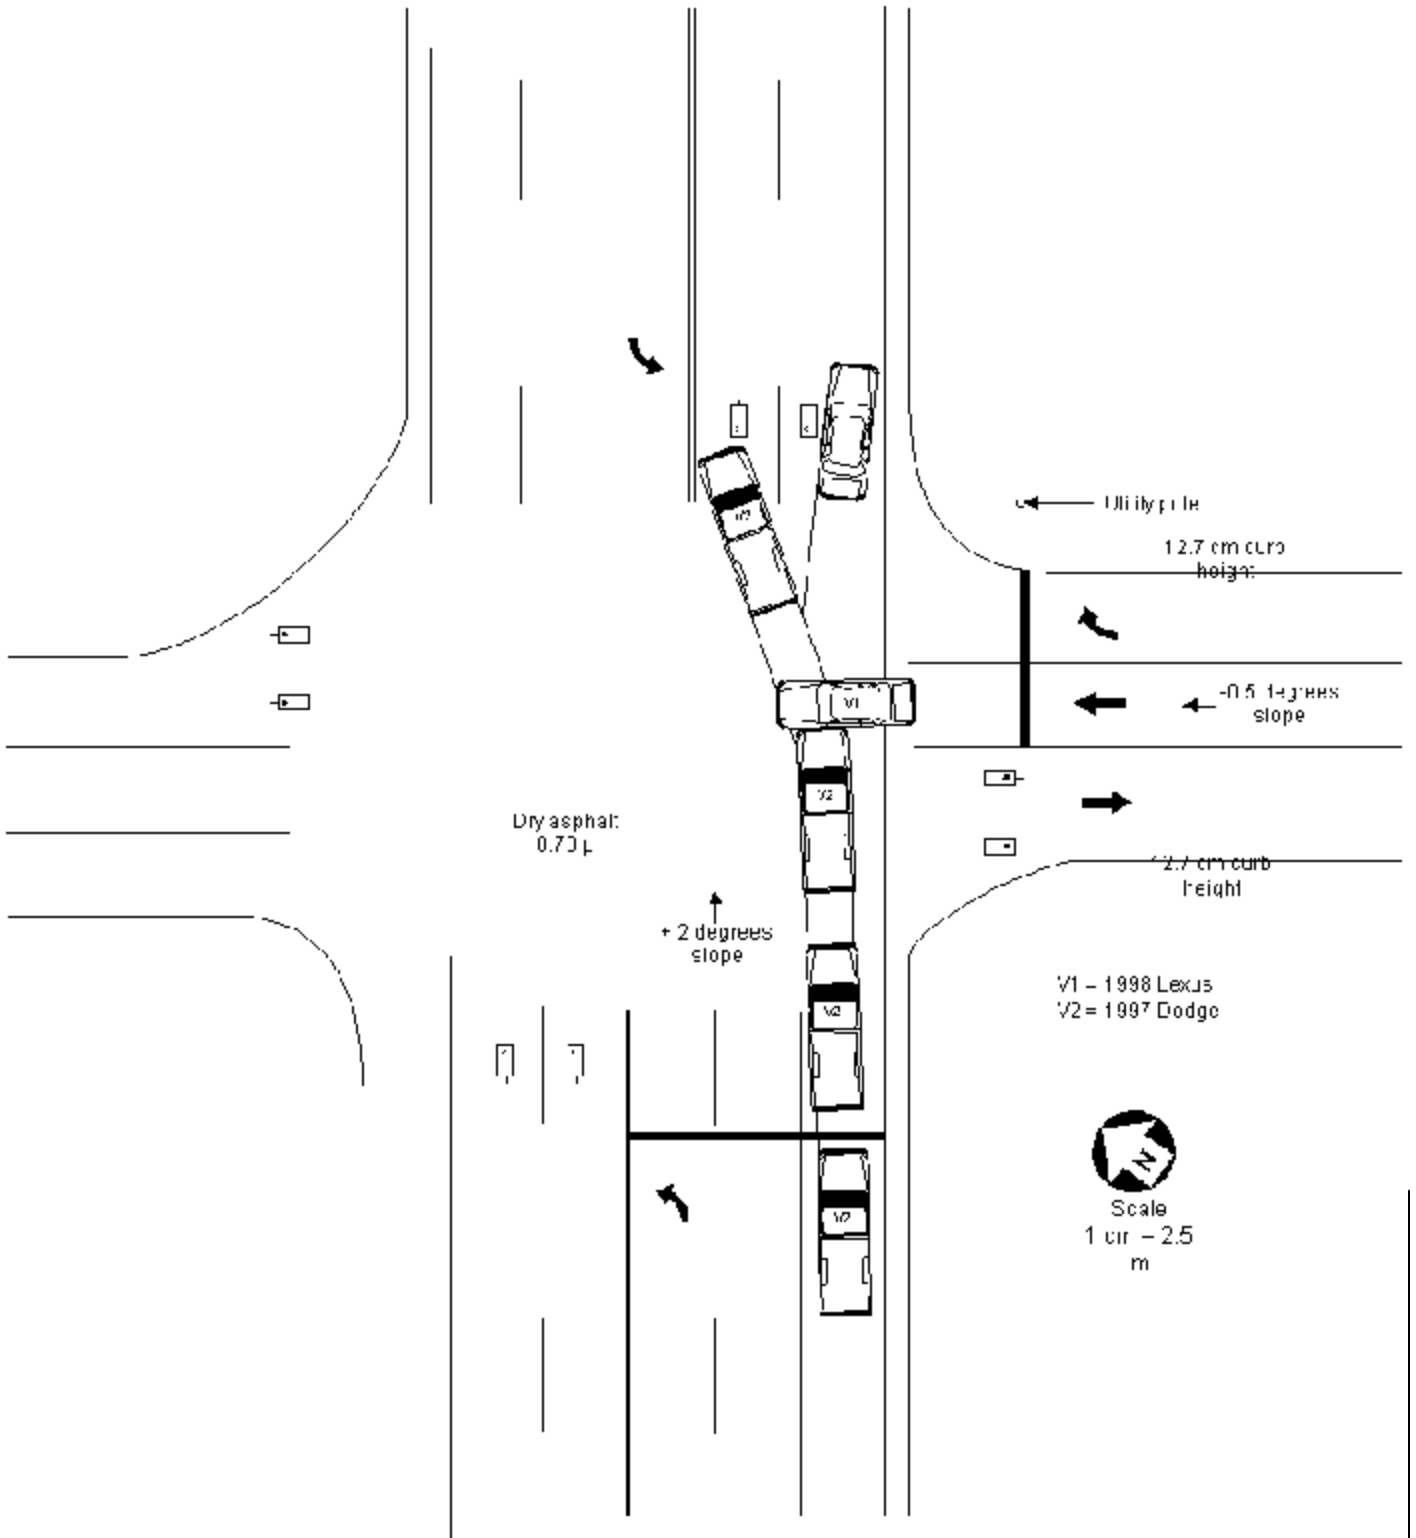 V2
V1
Utility pole
12.7 cm curb
height
-0.5 degrees
slope
V2
Dry asphalt
0.70 µ
12.7 cm curb
height
+ 2 degrees
slope
V1 = 1998 Lexus
V2 = 1997 Dodge
V2
N
V2
Scale
1 cm = 2.5
m